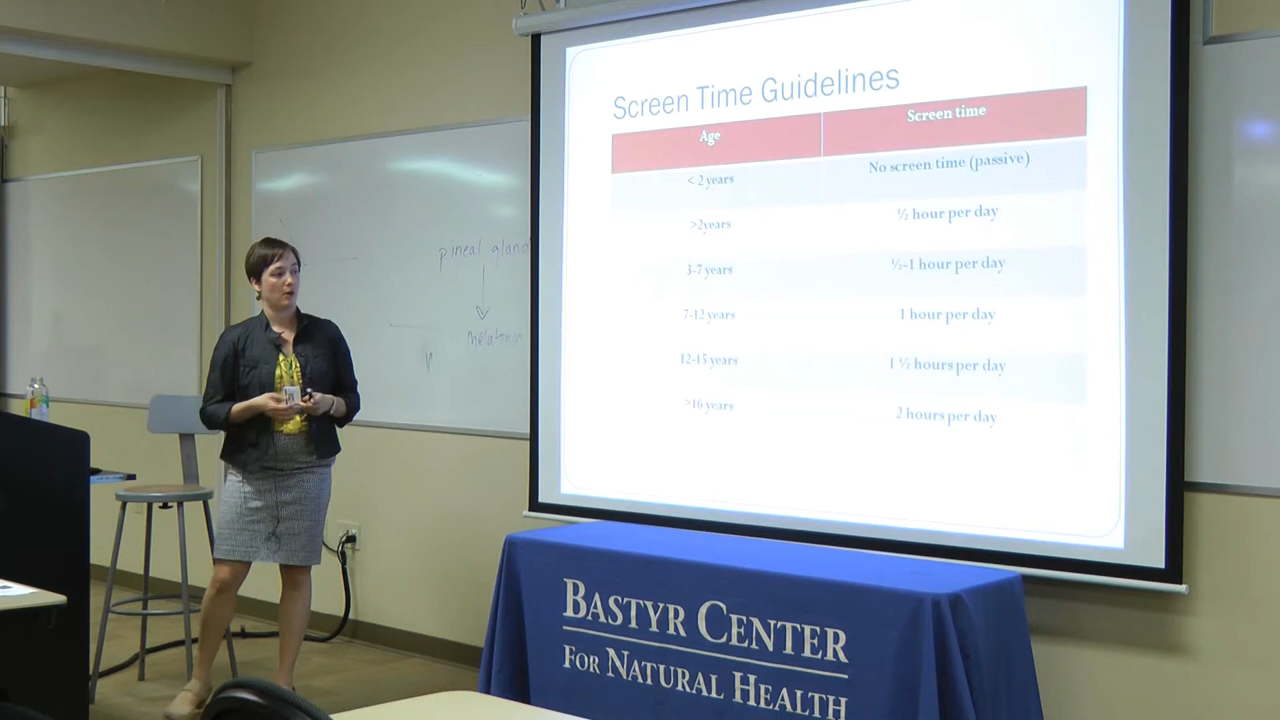 Screen Time Guidelines
Age Screen time
< 2 years No screen time (passive)
>2years ½ hour per day
3-7 years ½-1 hour per day
7-12 years 1 hour per day
12-15 years 1 ½ hours per day
>16 years 2 hours per day
pineal gland
melatonin
BASTYR CENTER
FOR NATURAL HEALTH